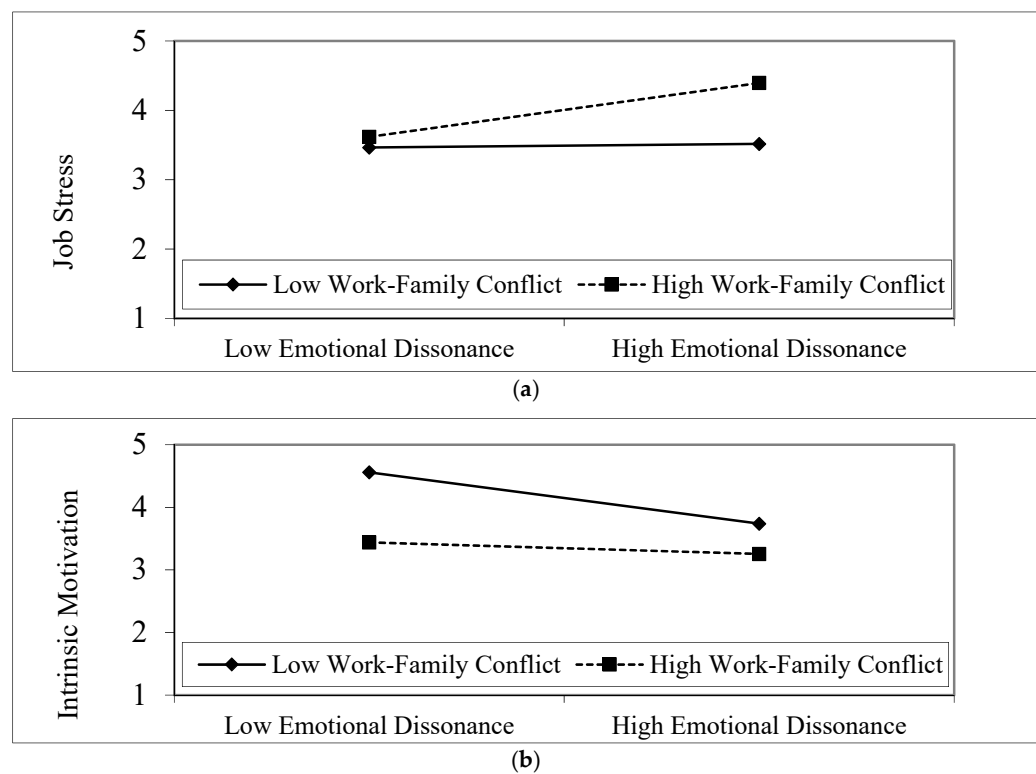 5
4
3
2
1
Job Stress
Low Work-Family Conflict High Work-Family Conflict
Low Emotional Dissonance High Emotional Dissonance
(a)
5
4
3
2
1
Intrinsic Motivation
Low Work-Family Conflict High Work-Family Conflict
Low Emotional Dissonance High Emotional Dissonance
(b)